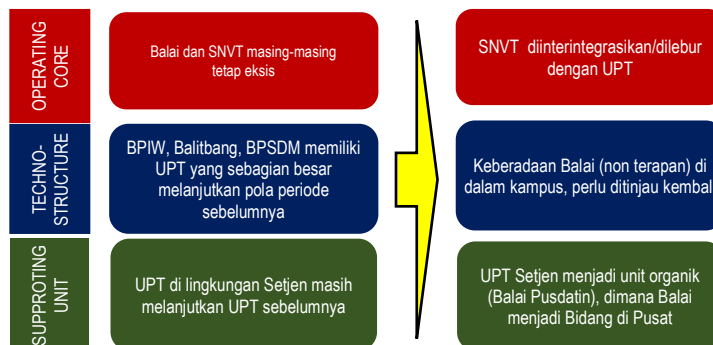 OPERATING
CORE
Balai dan SNVT masing-masing
tetap eksis
SNVT diinterintegrasikan/dilebur
dengan UPT
TECHNO-
STRUCTURE
BPIW, Balitbang, BPSDM memiliki
UPT yang sebagian besar
melanjutkan pola periode
sebelumnya
Keberadaan Balai (non terapan) di
dalam kampus, perlu ditinjau kembal
SUPPROTING
UNIT
UPT di lingkungan Setjen masih
melanjutkan UPT sebelumnya
UPT Setjen menjadi unit organik
(Balai Pusdatin), dimana Balai
menjadi Bidang di Pusat